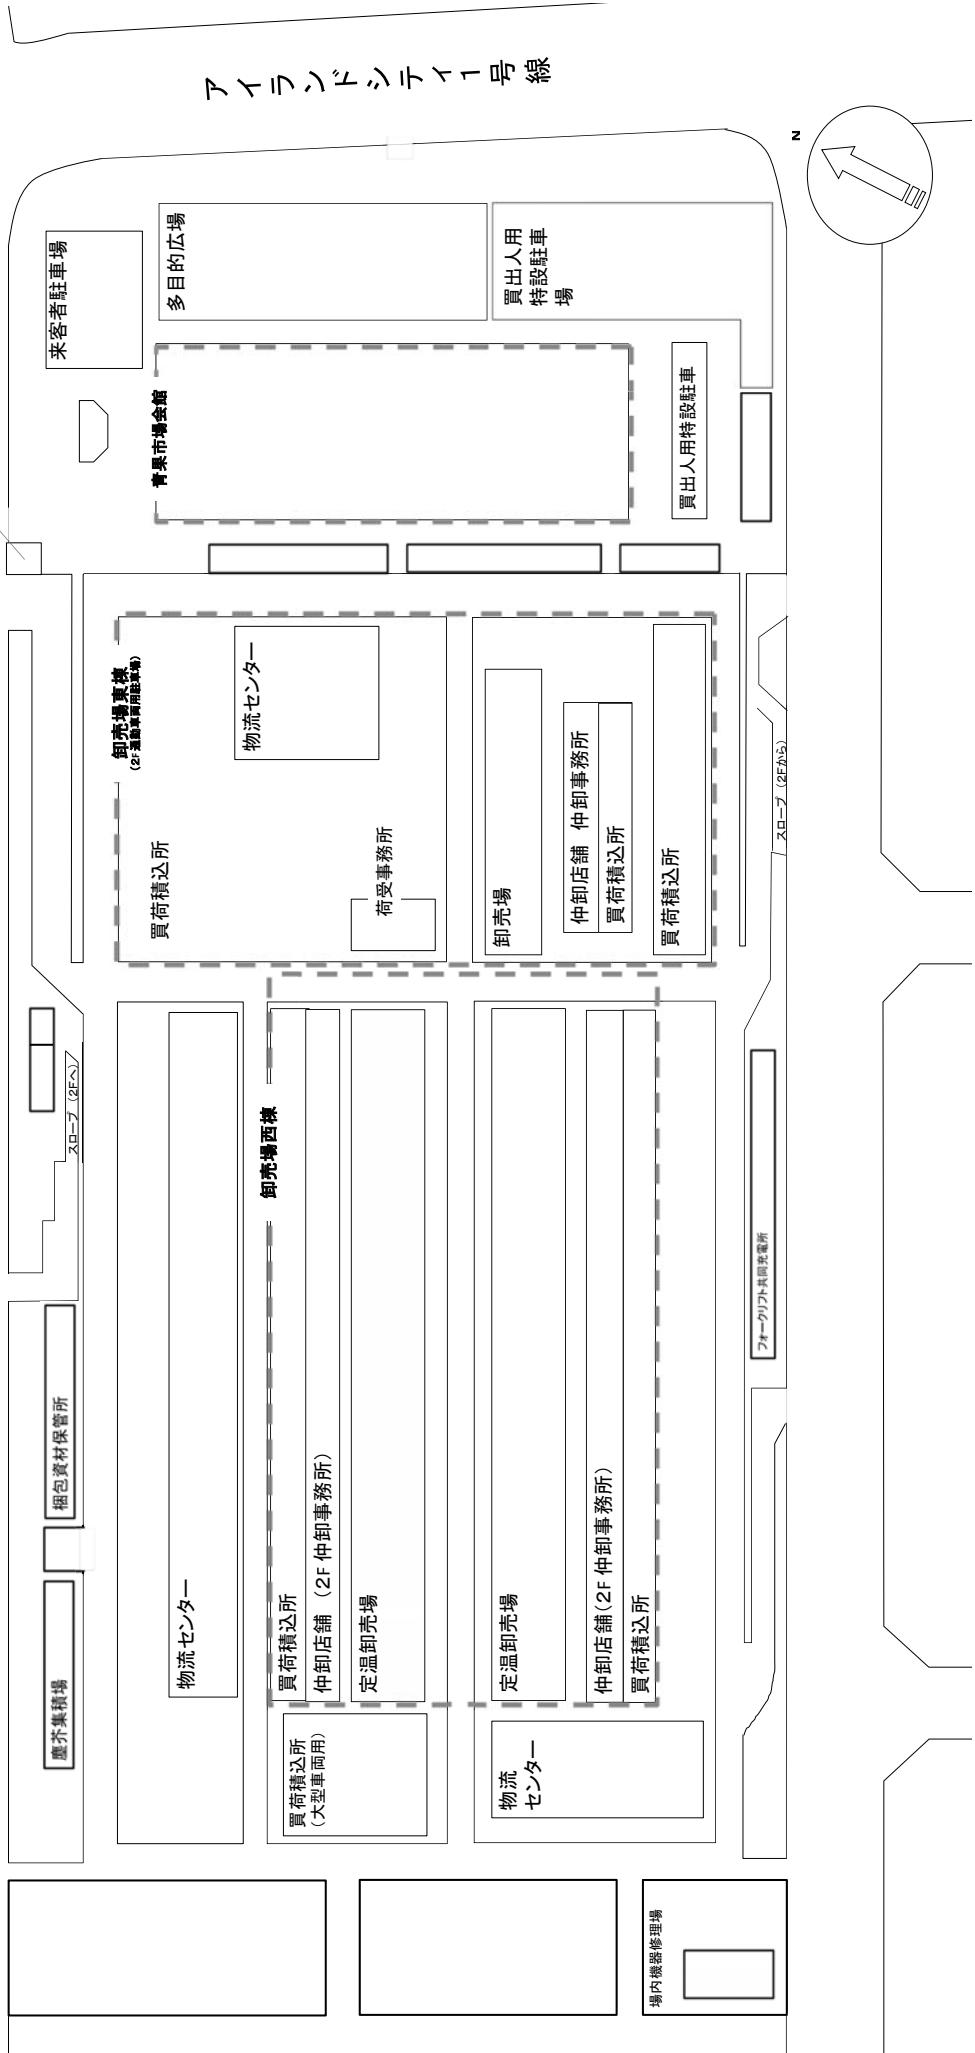 アイランドシティ1号線
N
来客者駐車場
多目的広場
買出人用
特設駐車
場
青果市場会館
買出人用特設駐車
卸売場東棟
(2F通勤車両用駐車場)
物流センター
買荷積込所
荷受事務所
卸売場
仲卸店舗 仲卸事務所
買荷積込所
買荷積込所
スロープ (2Fから)
スロープ (2Fへ)
卸売場西棟
フォークリフト共同充電所
梱包資材保管所
塵芥集積場
物流センター
買荷積込所
仲卸店舗 (2F 仲卸事務所)
定温卸売場
定温卸売場
仲卸店舗(2F 仲卸事務所)
買荷積込所
買荷積込所
(大型車両用)
物流
センター
場内機器修理場